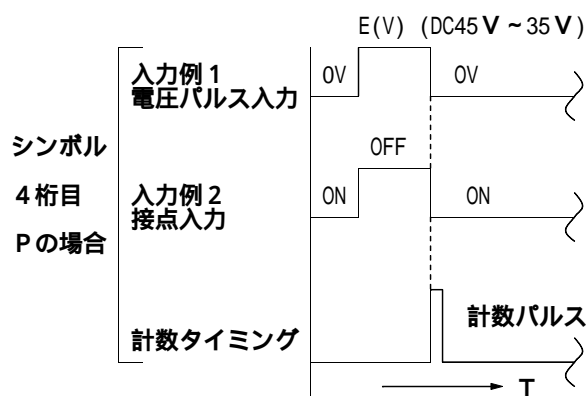 E(V) (DC45V~35V)
入力例1
電圧パルス入力
0V
0V
シンボル
4桁目
Pの場合
OFF
入力例2
接点入力
ON
ON
計数タイミング
計数パルス
T